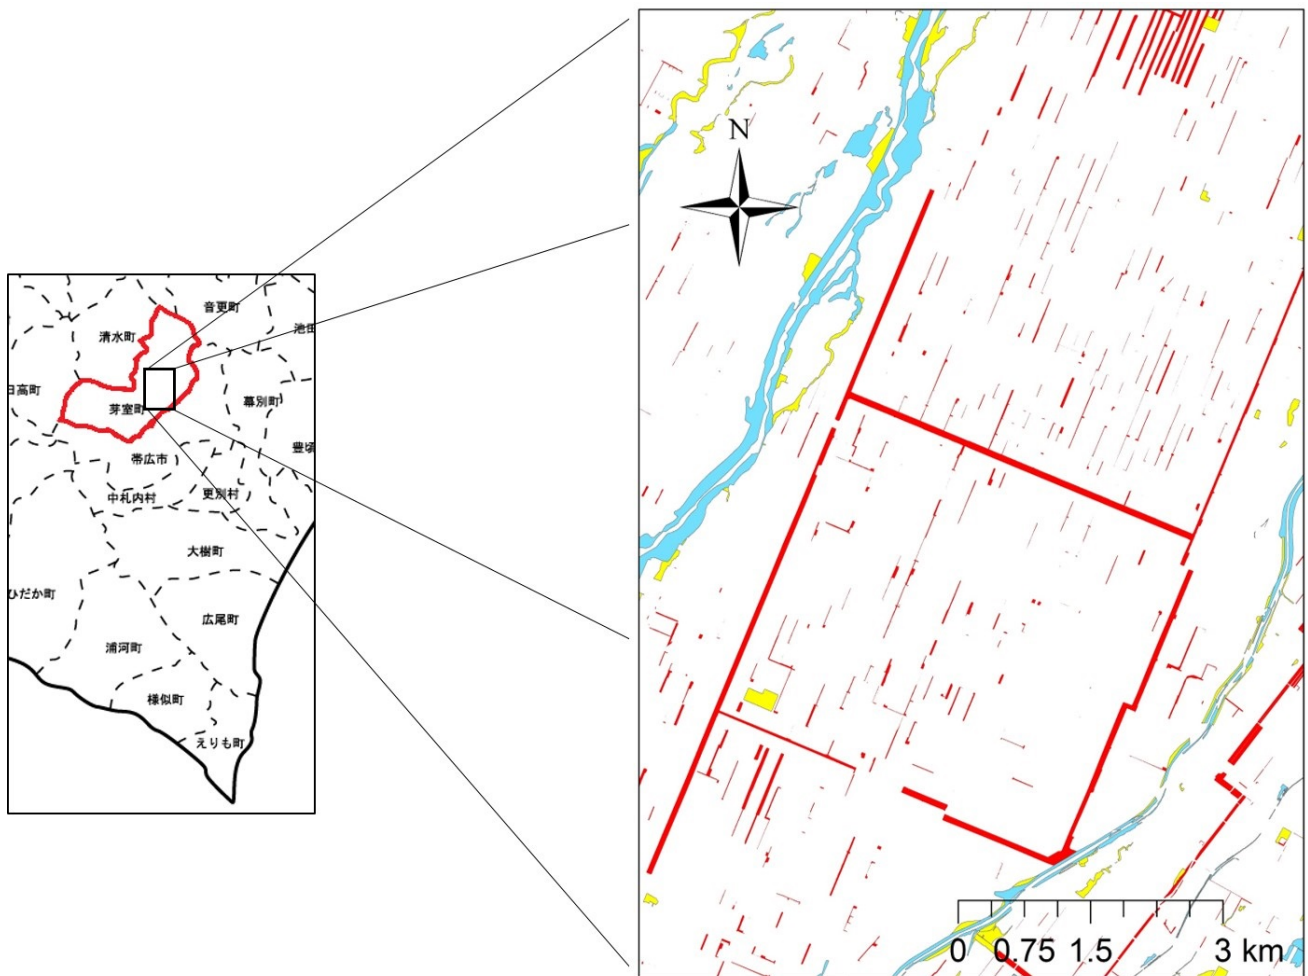 N
音更町
清水町
池田
日高町
幕別町
芽室町
豊頃
帯広市
中札内村
更別村
大樹町
ひだか町
広尾町
浦河町
様似町
えりも町
0 0.75 1.5 3 km